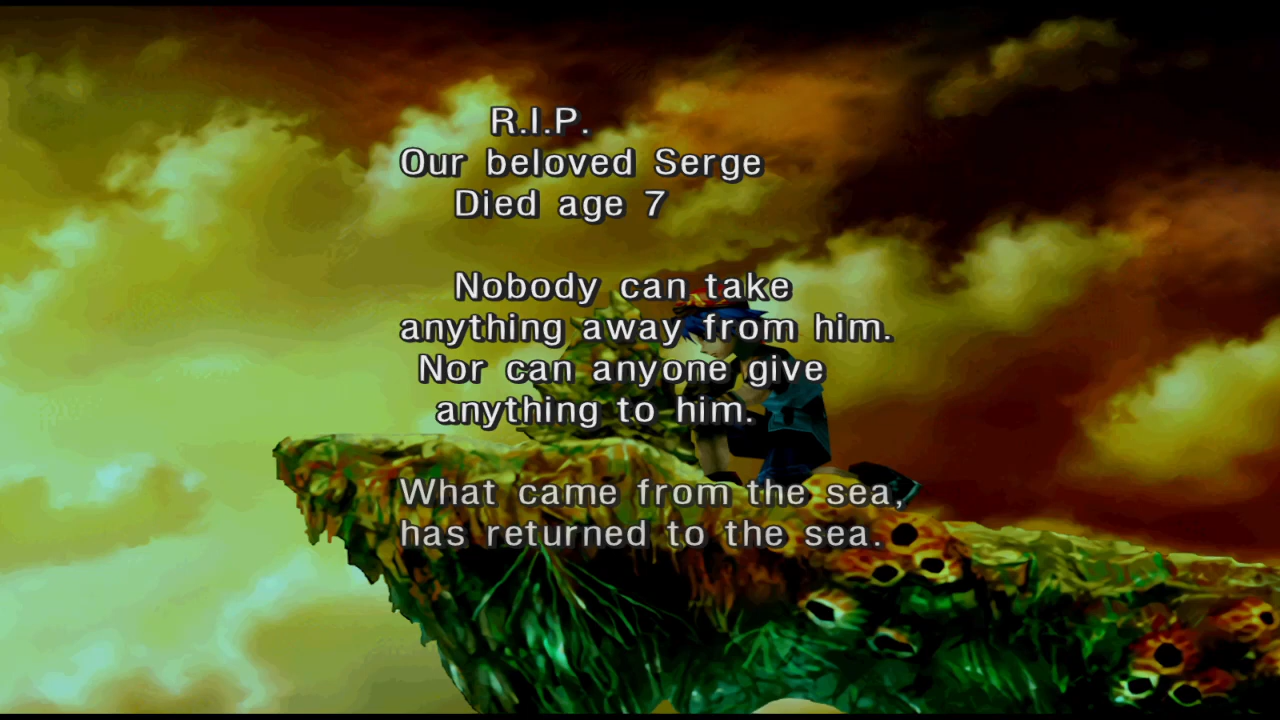 R.I.P.
Our beloved Serge
Died age 7
Nobody can take
anything away from him.
Nor can anyone give
anything to him.
What came from the sea,
has returned to the sea.